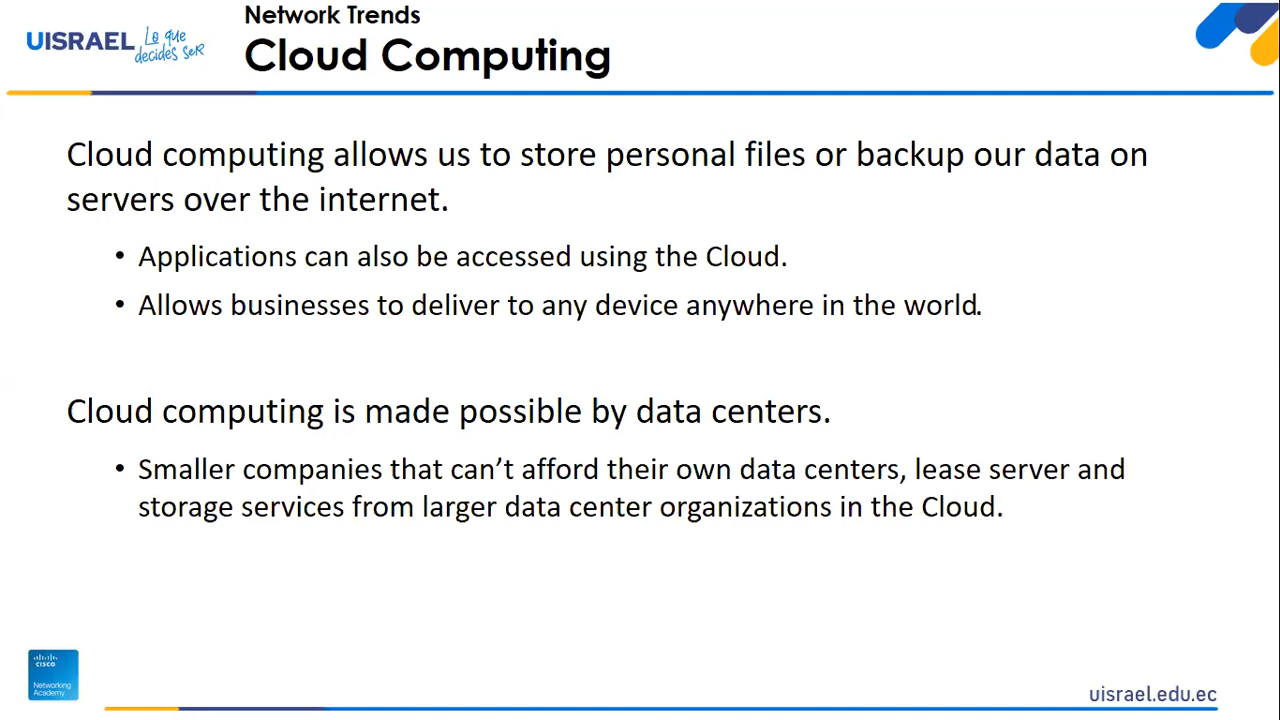 Network Trends
UISRAEL Lo que
decides seR
Cloud Computing
Cloud computing allows us to store personal files or backup our data on
servers over the internet.
• Applications can also be accessed using the Cloud.
• Allows businesses to deliver to any device anywhere in the world.
Cloud computing is made possible by data centers.
• Smaller companies that can’t afford their own data centers, lease server and
storage services from larger data center organizations in the Cloud.
CISCO
Networking
Academy
uisrael.edu.ec